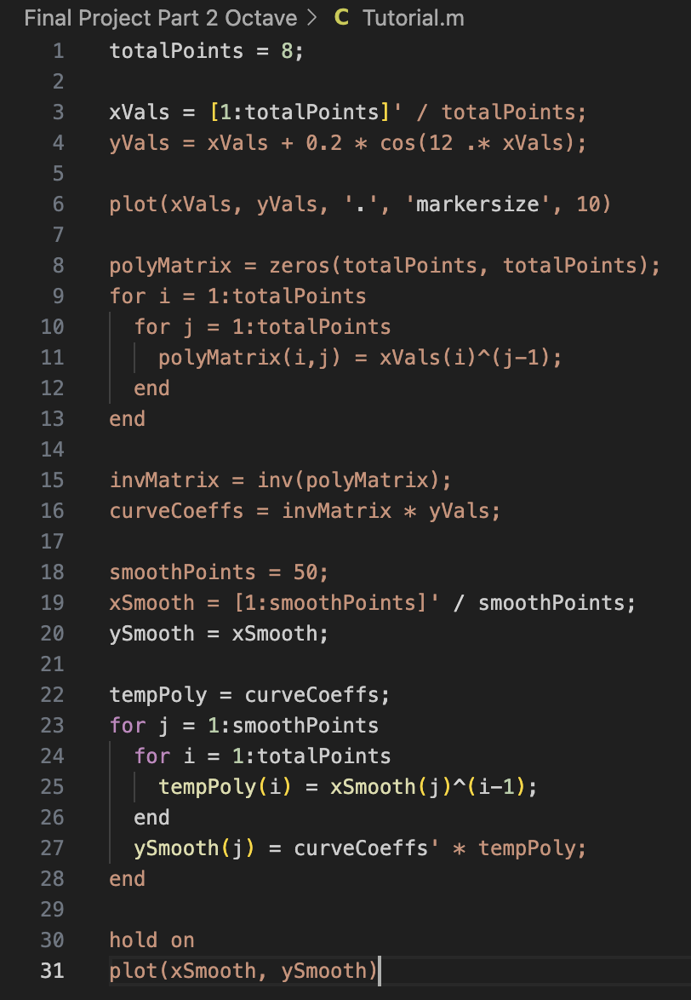 Final Project Part 2 Octave > C Tutorial.m
1 totalPoints = 8;
2
3 xVals = [1:totalPoints]' / totalPoints;
4 yVals = xVals + 0.2 * cos(12 .* xVals);
5
6 plot(xVals, yVals, '.', 'markersize', 10)
7
8 polyMatrix = zeros(totalPoints, totalPoints);
9 for i = 1:totalPoints
10   for j = 1:totalPoints
11     polyMatrix(i,j) = xVals(i)^(j-1);
12   end
13 end
14
15 invMatrix = inv(polyMatrix);
16 curveCoeffs = invMatrix * yVals;
17
18 smoothPoints = 50;
19 xSmooth = [1:smoothPoints]' / smoothPoints;
20 ySmooth = xSmooth;
21
22 tempPoly = curveCoeffs;
23 for j = 1:smoothPoints
24   for i = 1:totalPoints
25     tempPoly(i) = xSmooth(j)^(i-1);
26   end
27   ySmooth(j) = curveCoeffs' * tempPoly;
28 end
29
30 hold on
31 plot(xSmooth, ySmooth)